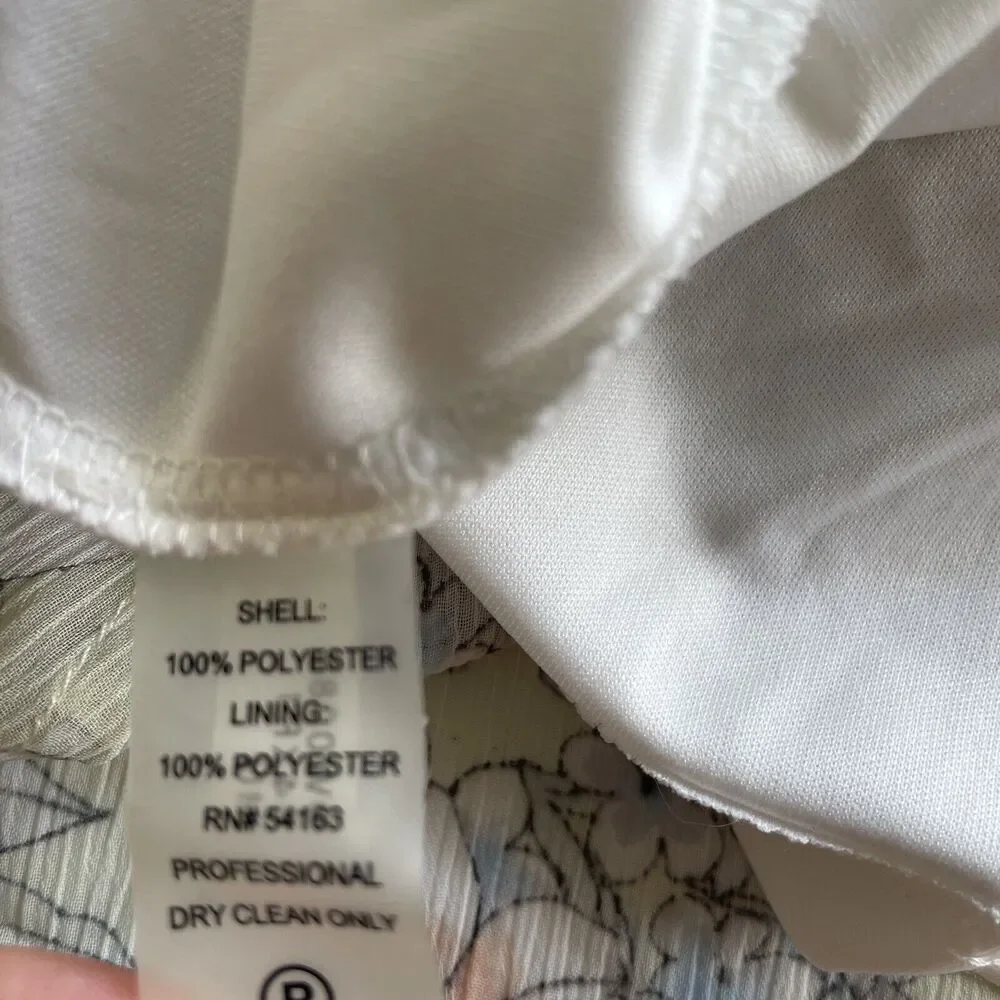 SHELL:
100% POLYESTER
LINING:
100% POLYESTER
RN# 54163
PROFESSIONAL
DRY CLEAN ONLY
P